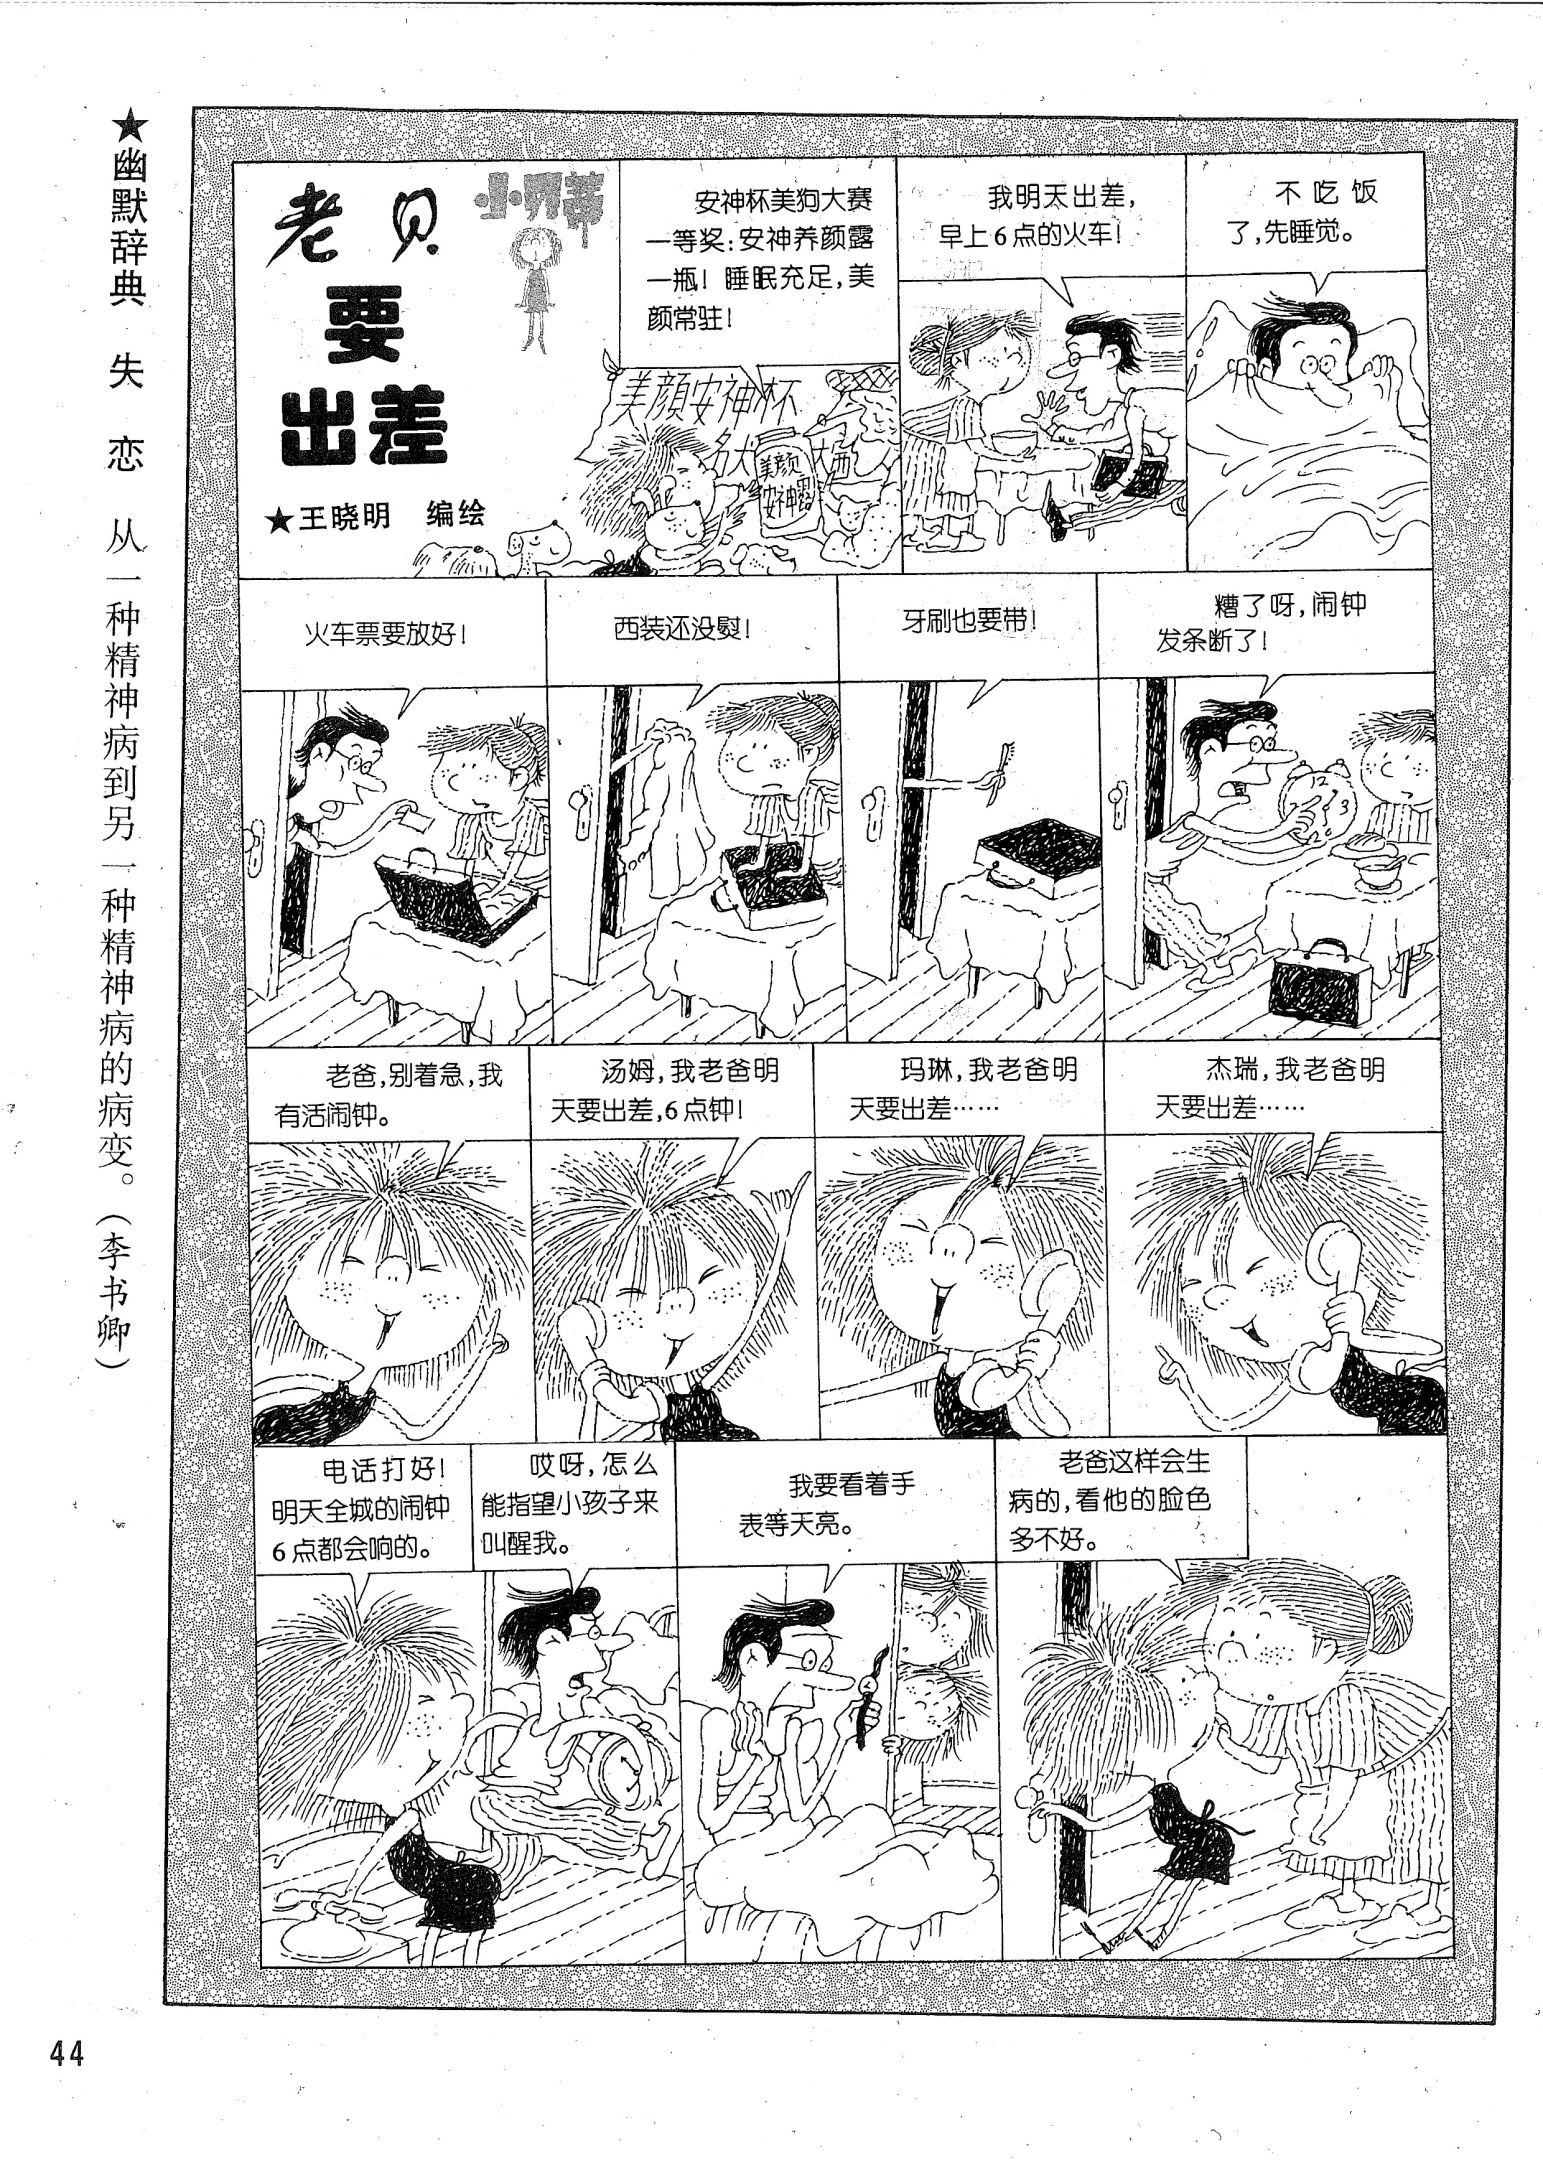 ★幽默辞典 失 恋 从一种精神病到另一种精神病的病变。(李书卿)
小贝蒂
老贝
要
出差
★王晓明 编绘
安神杯美狗大赛
一等奖:安神养颜露
一瓶!睡眠充足,美
颜常驻!
美顔安神杯
名犬大
美颜
安神露
我明天出差,
早上6点的火车!
不吃饭
了,先睡觉。
火车票要放好!
西装还没熨!
牙刷也要带!
糟了呀,闹钟
发条断了!
12
3
老爸,别着急,我
有活闹钟。
汤姆,我老爸明
天要出差,6点钟!
玛琳,我老爸明
天要出差……
杰瑞,我老爸明
天要出差……
电话打好!
明天全城的闹钟
6点都会响的。
哎呀,怎么
能指望小孩子来
叫醒我。
我要看着手
表等天亮。
老爸这样会生
病的,看他的脸色
多不好。
44